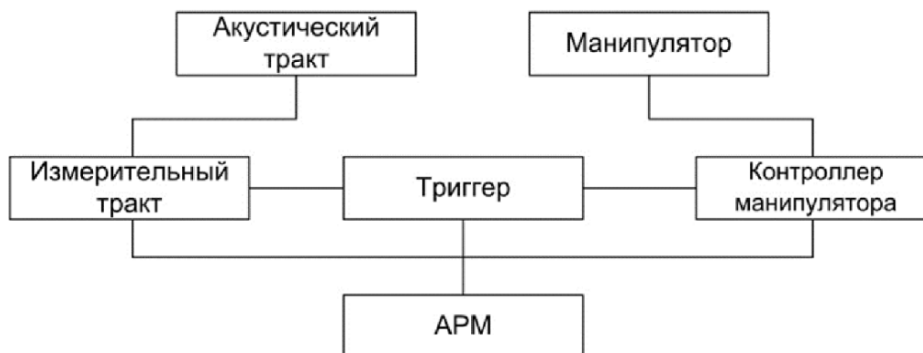 Акустический
тракт
Манипулятор
Измерительный
тракт
Триггер
Контроллер
манипулятора
АРМ